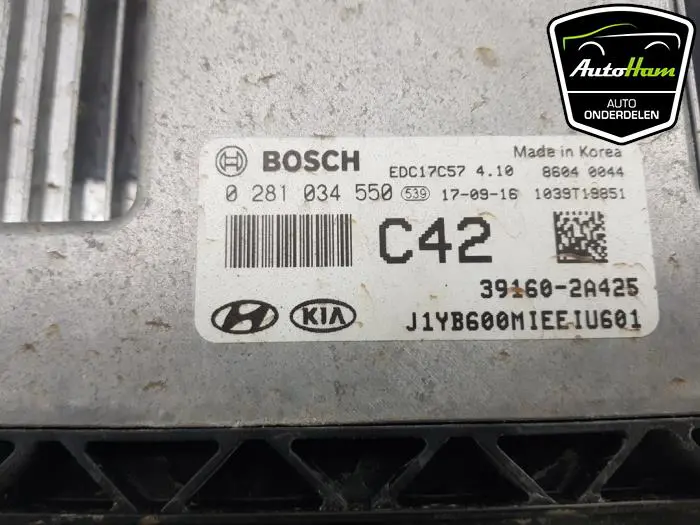 AutoHam
AUTO
ONDERDELEN
BOSCH
EDC17C57 4.10
Made in Korea
8604 0044
0 281 034 550 539 17-09-16 1039T19851
C42
39160-2A425
KIA
J1YB600MIEEIU601